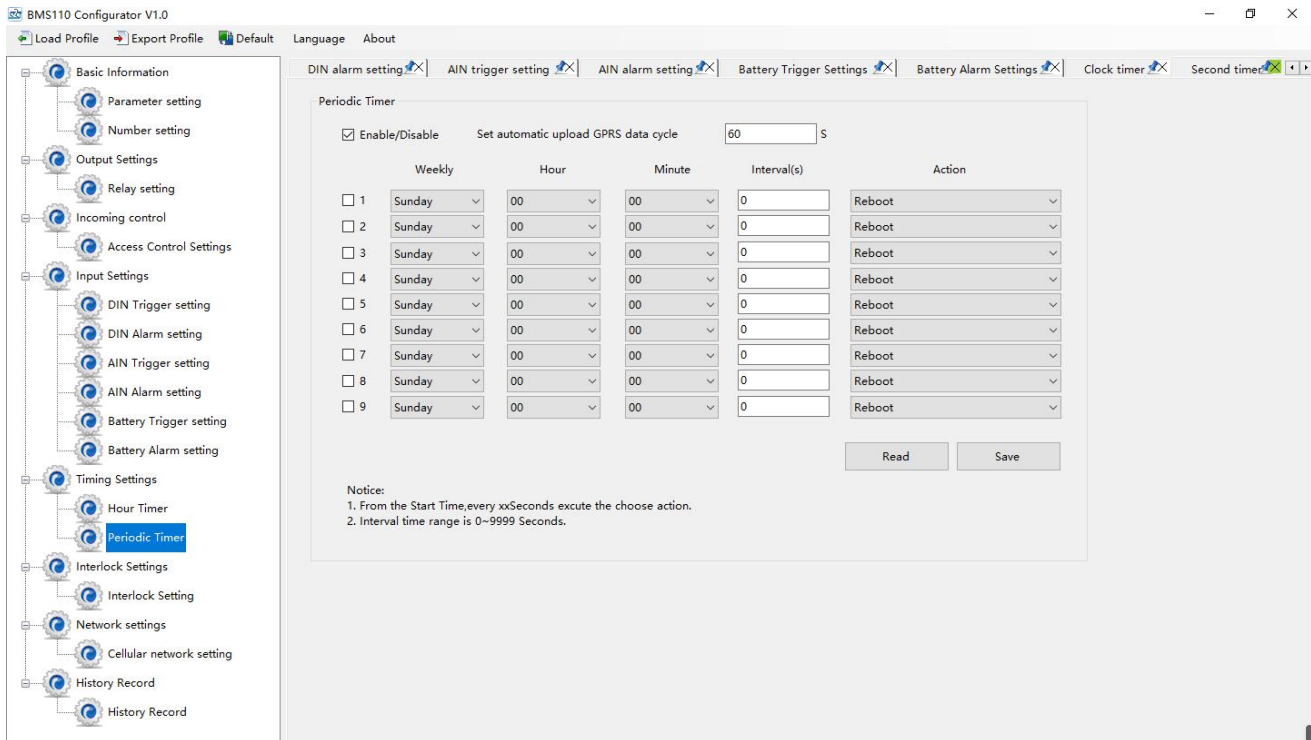 BMS110 Configurator V1.0
Load Profile Export Profile Default Language About
Basic Information
Parameter setting
Number setting
Output Settings
Relay setting
Incoming control
Access Control Settings
Input Settings
DIN Trigger setting
DIN Alarm setting
AIN Trigger setting
AIN Alarm setting
Battery Trigger setting
Battery Alarm setting
Timing Settings
Hour Timer
Periodic Timer
Interlock Settings
Interlock Setting
Network settings
Cellular network setting
History Record
History Record
DIN alarm setting AIN trigger setting AIN alarm setting Battery Trigger Settings Battery Alarm Settings Clock timer Second timer
Periodic Timer
Enable/Disable Set automatic upload GPRS data cycle 60 S
Weekly Hour Minute Interval(s) Action
1 Sunday 00 00 0 Reboot
2 Sunday 00 00 0 Reboot
3 Sunday 00 00 0 Reboot
4 Sunday 00 00 0 Reboot
5 Sunday 00 00 0 Reboot
6 Sunday 00 00 0 Reboot
7 Sunday 00 00 0 Reboot
8 Sunday 00 00 0 Reboot
9 Sunday 00 00 0 Reboot
Read Save
Notice:
1. From the Start Time,every xxSeconds excute the choose action.
2. Interval time range is 0~9999 Seconds.